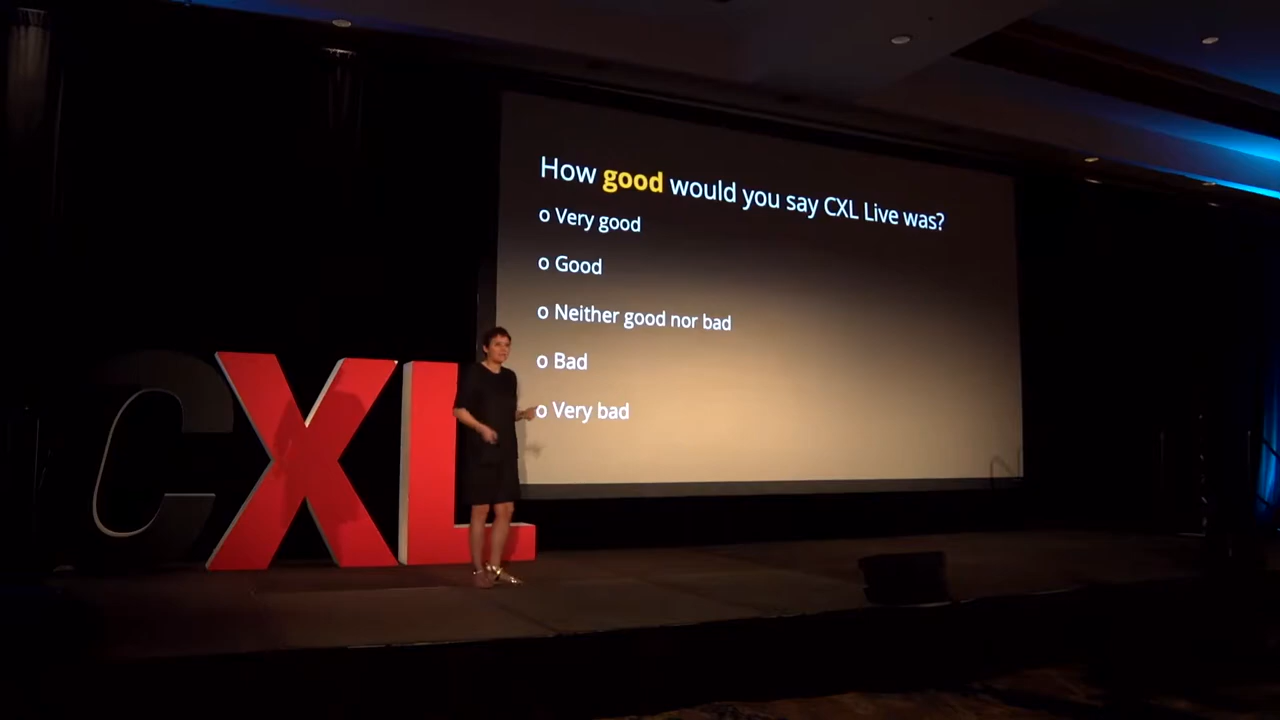 How good would you say CXL Live was?
o Very good
o Good
o Neither good nor bad
o Bad
o Very bad
CXL